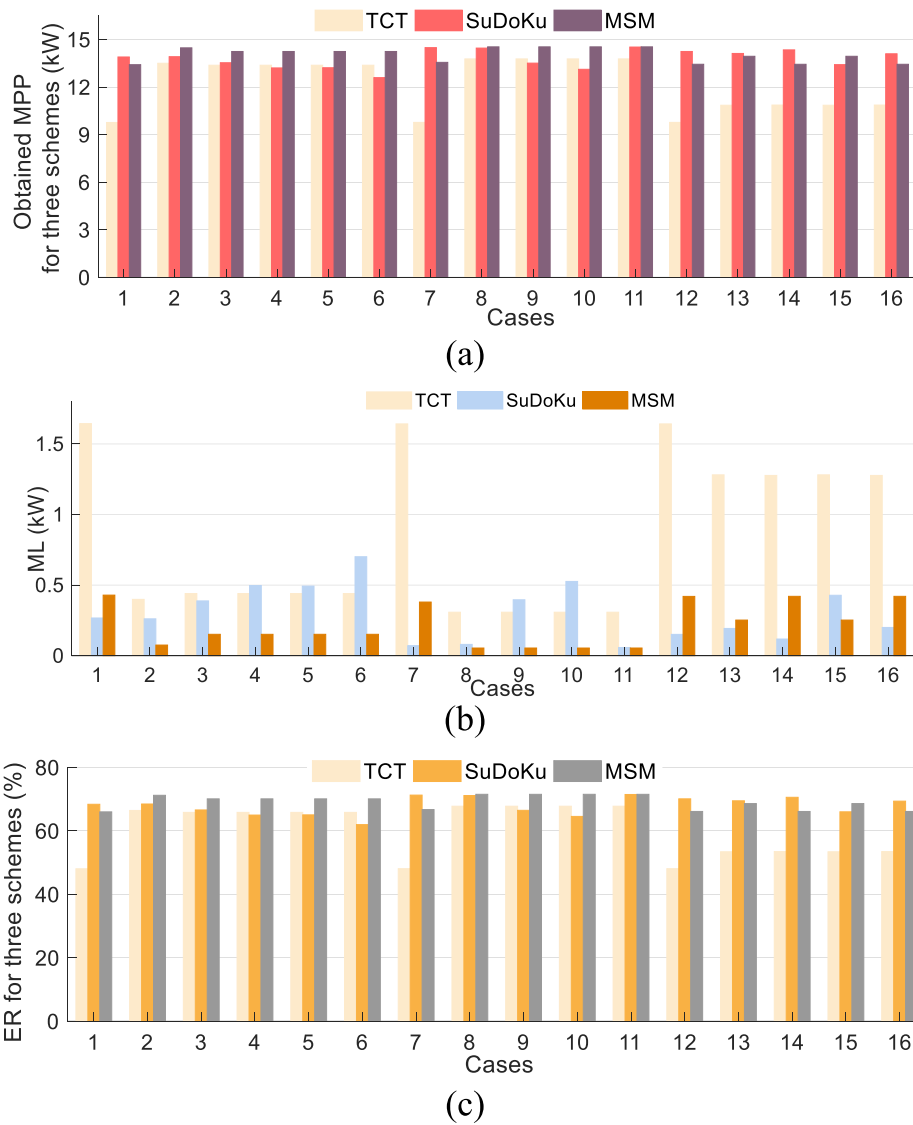 TCT SuDoKu MSM
Obtained MPP
for three schemes (kW)
15
12
9
6
3
0
1 2 3 4 5 6 7 8 9 10 11 12 13 14 15 16
Cases
(a)
TCT SuDoKu MSM
ML (kW)
1.5
1
0.5
0
1 2 3 4 5 6 7 8 9 10 11 12 13 14 15 16
Cases
(b)
TCT SuDoKu MSM
ER for three schemes (%)
80
60
40
20
0
1 2 3 4 5 6 7 8 9 10 11 12 13 14 15 16
Cases
(c)